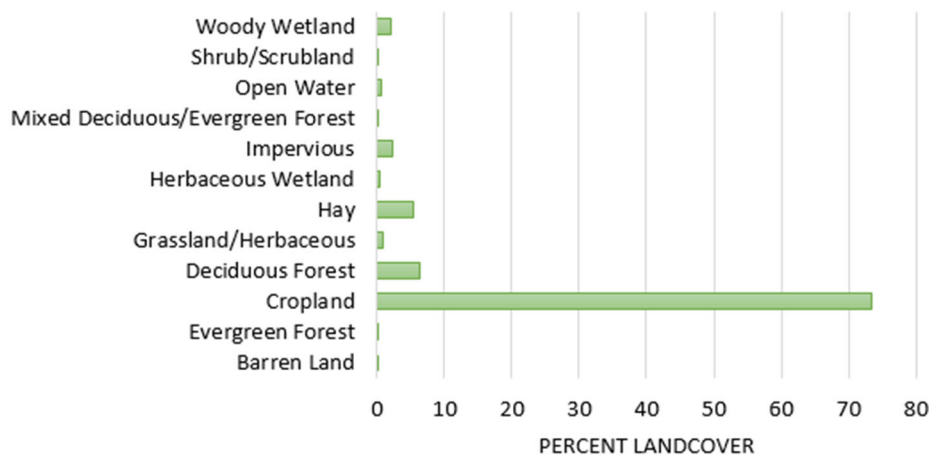 Woody Wetland
Shrub/Scrubland
Open Water
Mixed Deciduous/Evergreen Forest
Impervious
Herbaceous Wetland
Hay
Grassland/Herbaceous
Deciduous Forest
Cropland
Evergreen Forest
Barren Land
0 10 20 30 40 50 60 70 80
PERCENT LANDCOVER